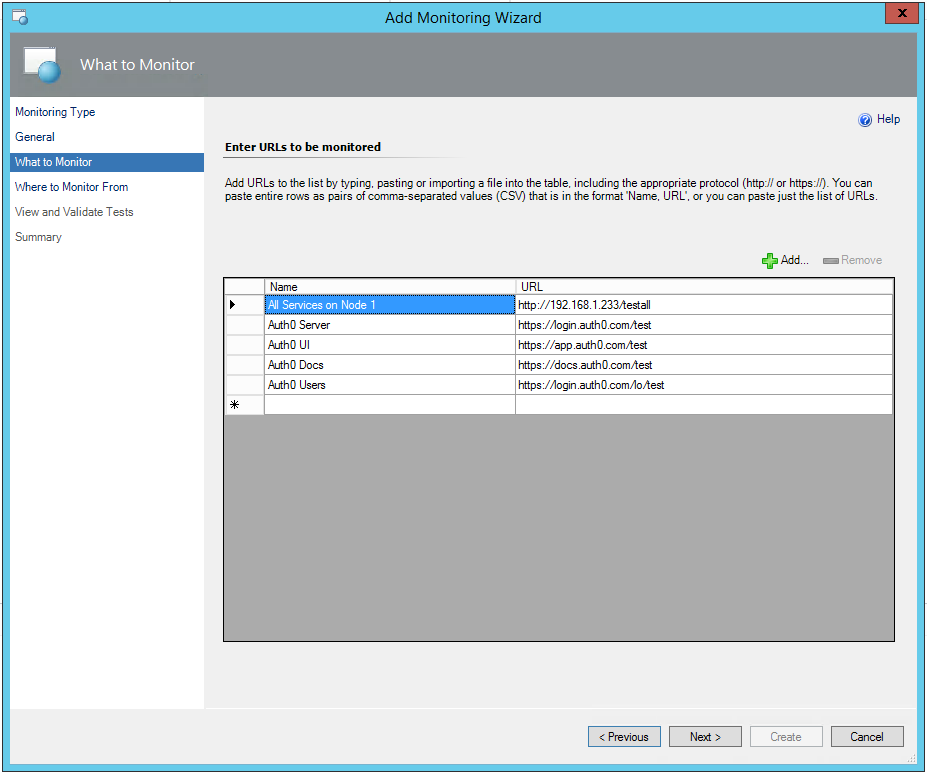 Add Monitoring Wizard
x
What to Monitor
Monitoring Type
General
What to Monitor
Where to Monitor From
View and Validate Tests
Summary
? Help
Enter URLs to be monitored
Add URLs to the list by typing, pasting or importing a file into the table, including the appropriate protocol (http:// or https://). You can
paste entire rows as pairs of comma-separated values (CSV) that is in the format 'Name, URL', or you can paste just the list of URLs.
Add... Remove
Name URL
All Services on Node 1 http://192.168.1.233/testall
Auth0 Server https://login.auth0.com/test
Auth0 UI https://app.auth0.com/test
Auth0 Docs https://docs.auth0.com/test
Auth0 Users https://login.auth0.com/lo/test
*
< Previous Next > Create Cancel